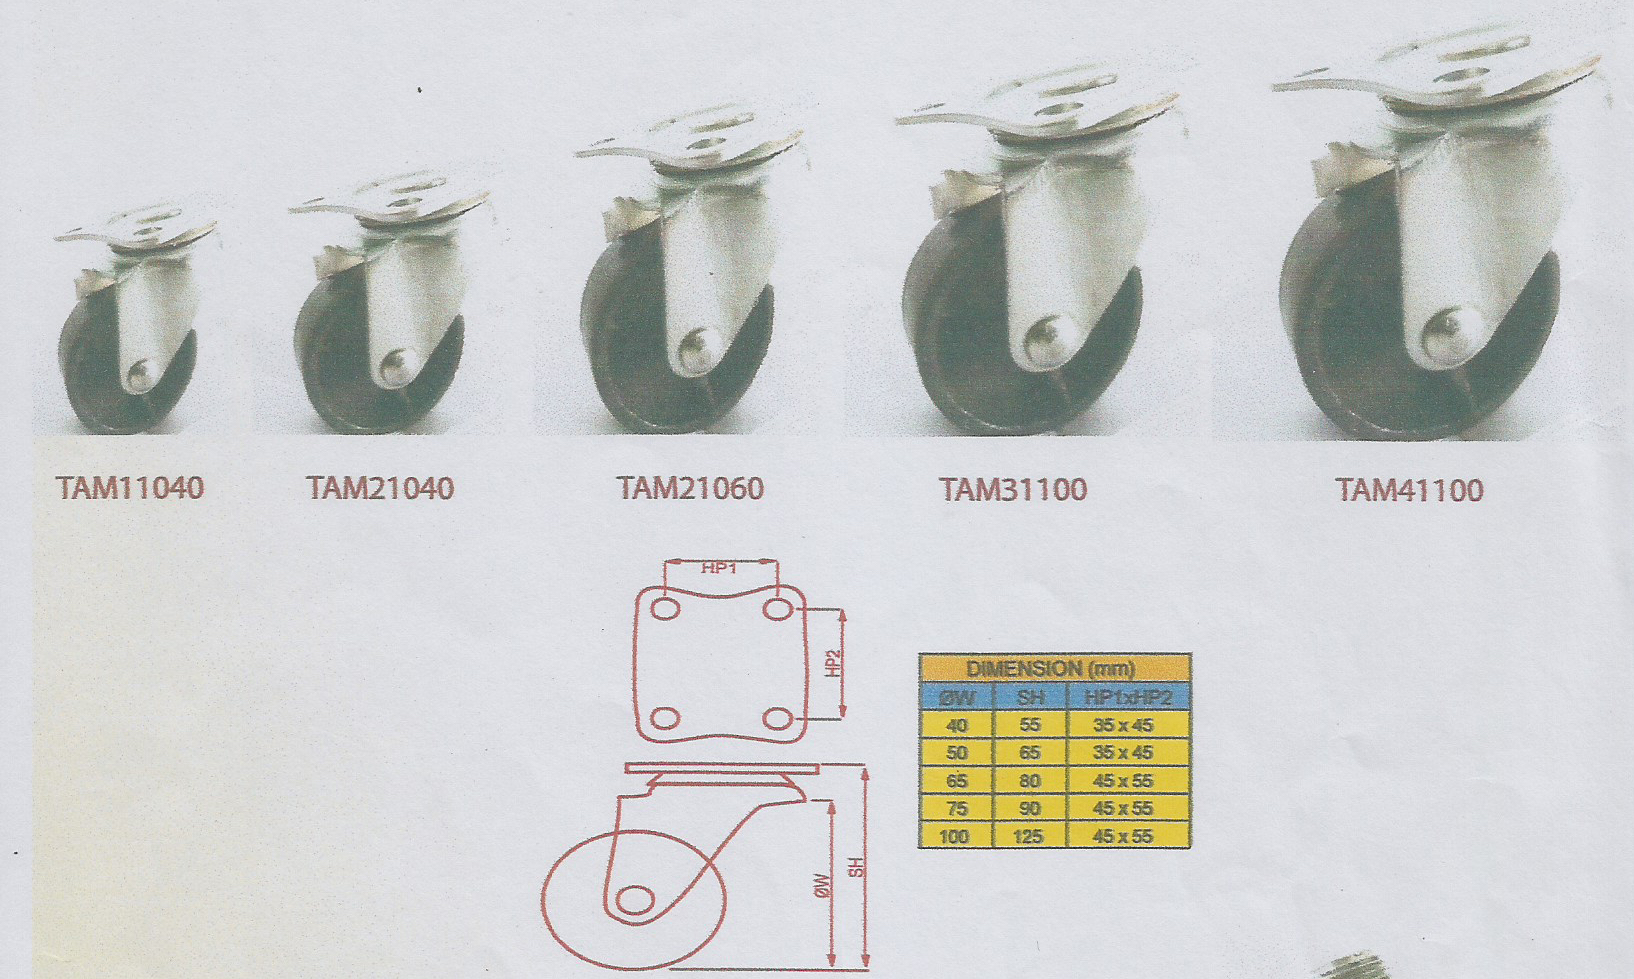 TAM11040 TAM21040 TAM21060 TAM31100 TAM41100
HP1
HP2
DIMENSION (mm)
ØW SH HP1xHP2
40 55 35 x 45
50 65 35 x 45
65 80 45 x 55
75 90 45 x 55
100 125 45 x 55
ØW
SH